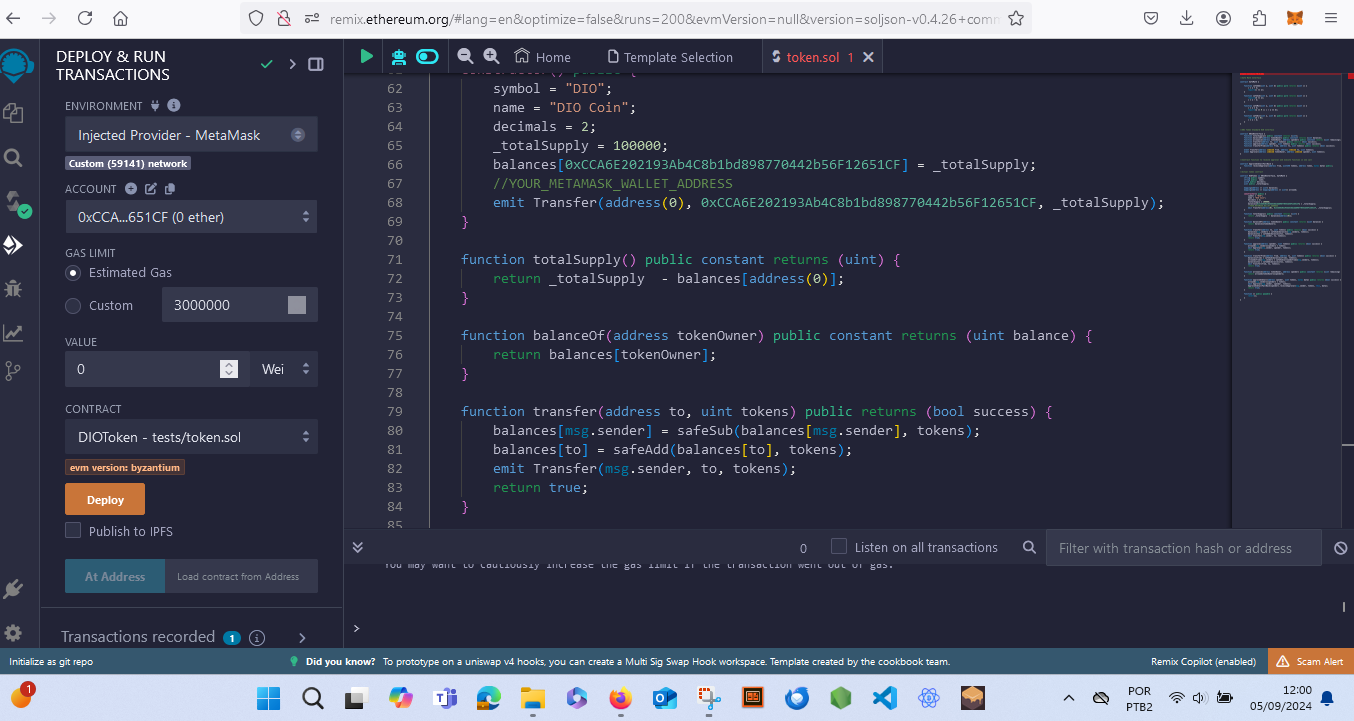 remix.ethereum.org/#lang=en&optimize=false&runs=200&evmVersion=null&version=soljson-v0.4.26+comm
DEPLOY & RUN
TRANSACTIONS
ENVIRONMENT
Injected Provider - MetaMask
Custom (59141) network
ACCOUNT
0xCCA...651CF (0 ether)
GAS LIMIT
Estimated Gas
Custom
3000000
VALUE
0
Wei
CONTRACT
DIOToken - tests/token.sol
evm version: byzantium
Deploy
Publish to IPFS
At Address
Load contract from Address
Transactions recorded 1
Home
Template Selection
token.sol 1
62 symbol = "DIO";
63 name = "DIO Coin";
64 decimals = 2;
65 _totalSupply = 100000;
66 balances[0xCCA6E202193Ab4C8b1bd898770442b56F12651CF] = _totalSupply;
67 //YOUR_METAMASK_WALLET_ADDRESS
68 emit Transfer(address(0), 0xCCA6E202193Ab4C8b1bd898770442b56F12651CF, _totalSupply);
69 }
70
71 function totalSupply() public constant returns (uint) {
72 return _totalSupply  - balances[address(0)];
73 }
74
75 function balanceOf(address tokenOwner) public constant returns (uint balance) {
76 return balances[tokenOwner];
77 }
78
79 function transfer(address to, uint tokens) public returns (bool success) {
80 balances[msg.sender] = safeSub(balances[msg.sender], tokens);
81 balances[to] = safeAdd(balances[to], tokens);
82 emit Transfer(msg.sender, to, tokens);
83 return true;
84 }
85
0
Listen on all transactions
Filter with transaction hash or address
You may want to cautiously increase the gas limit if the transaction went out of gas.
>
Initialize as git repo
Did you know? To prototype on a uniswap v4 hooks, you can create a Multi Sig Swap Hook workspace. Template created by the cookbook team.
Remix Copilot (enabled)
Scam Alert
1
POR
PTB2
12:00
05/09/2024